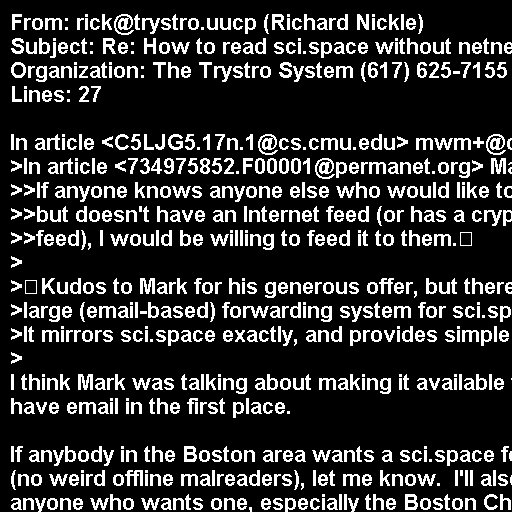 From: rick@trystro.uucp (Richard Nickle)
Subject: Re: How to read sci.space without netne
Organization: The Trystro System (617) 625-7155
Lines: 27

In article <C5LJG5.17n.1@cs.cmu.edu> mwm+@
>In article <734975852.F00001@permanet.org> Ma
>>If anyone knows anyone else who would like to
>>but doesn't have an Internet feed (or has a cryp
>>feed), I would be willing to feed it to them.
>
>Kudos to Mark for his generous offer, but there
>large (email-based) forwarding system for sci.sp
>It mirrors sci.space exactly, and provides simple
>
I think Mark was talking about making it available
have email in the first place.

If anybody in the Boston area wants a sci.space fe
(no weird offline malreaders), let me know.  I'll als
anyone who wants one, especially the Boston Ch